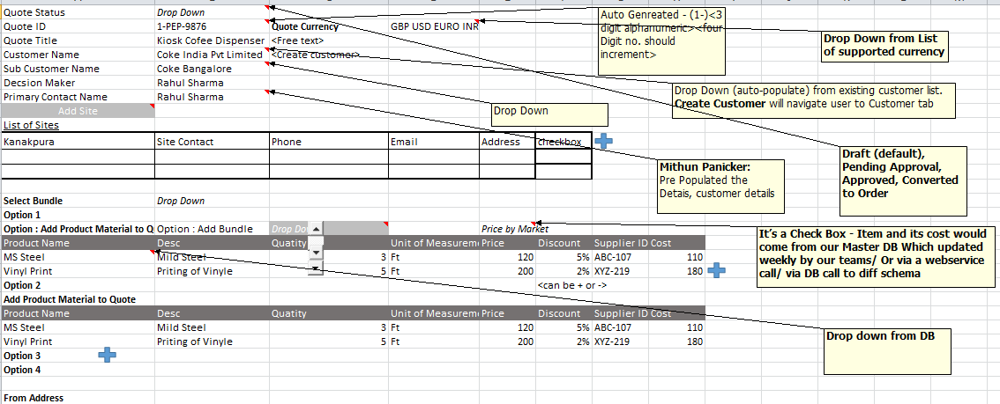 Quote Status Drop Down
Quote ID 1-PEP-9876 Quote Currency GBP USD EURO INR
Quote Title Kiosk Cofee Dispenser <Free text>
Customer Name Coke India Pvt Limited <Create customer>
Sub Customer Name Coke Bangalore
Decsion Maker Rahul Sharma
Primary Contact Name Rahul Sharma
Add Site
List of Sites
Kanakpura Site Contact Phone Email Address checkbox
Auto Genreated - (1-)<3
digit alphanumeric><four
Digit no. should
increment>
Drop Down from List
of supported currency
Drop Down (auto-populate) from existing customer list.
Create Customer will navigate user to Customer tab
Drop Down
Draft (default),
Pending Approval,
Approved, Converted
to Order
Mithun Panicker:
Pre Populated the
Detais, customer details
Select Bundle Drop Down
Option 1
Option : Add Product Material to Q Option : Add Bundle Drop Do Price by Market
Product Name Desc Quatity Unit of Measurem Price Discount Supplier ID Cost
MS Steel Mild Steel 3 Ft 120 5% ABC-107 110
Vinyl Print Priting of Vinyle 5 Ft 200 2% XYZ-219 180
Option 2 <can be + or ->
Add Product Material to Quote
Product Name Desc Quatity Unit of Measurem Price Discount Supplier ID Cost
MS Steel Mild Steel 3 Ft 120 5% ABC-107 110
Vinyl Print Priting of Vinyle 5 Ft 200 2% XYZ-219 180
Option 3
Option 4
From Address
It's a Check Box - Item and its cost would
come from our Master DB Which updated
weekly by our teams/ Or via a webservice
call/ via DB call to diff schema
Drop down from DB